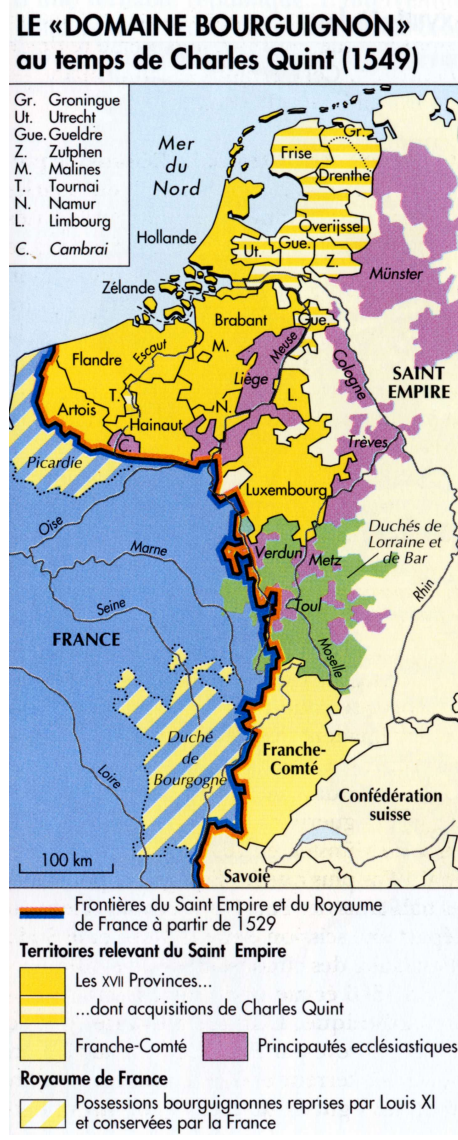 LE «DOMAINE BOURGUIGNON»
au temps de Charles Quint (1549)
Gr. Groningue
Ut. Utrecht
Gue. Gueldre
Z. Zutphen
M. Malines
T. Tournai
N. Namur
L. Limbourg
C. Cambrai
Mer
du
Nord
Gr.
Frise
Drenthe
Hollande
Overijssel
Ut.
Gue.
Z.
Münster
Zélande
Brabant
Gue.
Flandre
Escaut
M.
Meuse
Liège
Cologne
SAINT
EMPIRE
Artois
T.
Hainaut
N.
L.
C.
Picardie
Trèves
Luxembourg
Oise
Duchés de
Lorraine et
de Bar
Verdun
Metz
Marne
Rhin
Seine
Toul
FRANCE
Moselle
Duché
de
Bourgogne
Franche-
Comté
Loire
Confédération
suisse
100 km
Savoie
Frontières du Saint Empire et du Royaume
de France à partir de 1529
Territoires relevant du Saint Empire
Les XVII Provinces...
...dont acquisitions de Charles Quint
Franche-Comté
Principautés ecclésiastiques
Royaume de France
Possessions bourguignonnes reprises par Louis XI
et conservées par la France